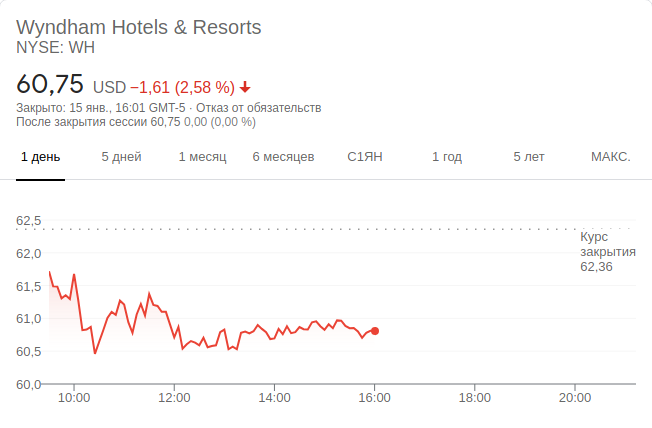 Wyndham Hotels & Resorts
NYSE: WH
60,75 USD −1,61 (2,58 %)
Закрыто: 15 янв., 16:01 GMT-5 · Отказ от обязательств
После закрытия сессии 60,75 0,00 (0,00 %)
1 день 5 дней 1 месяц 6 месяцев С1ЯН 1 год 5 лет МАКС.
62,5
Курс
закрытия
62,36
62,0
61,5
61,0
60,5
60,0
10:00 12:00 14:00 16:00 18:00 20:00